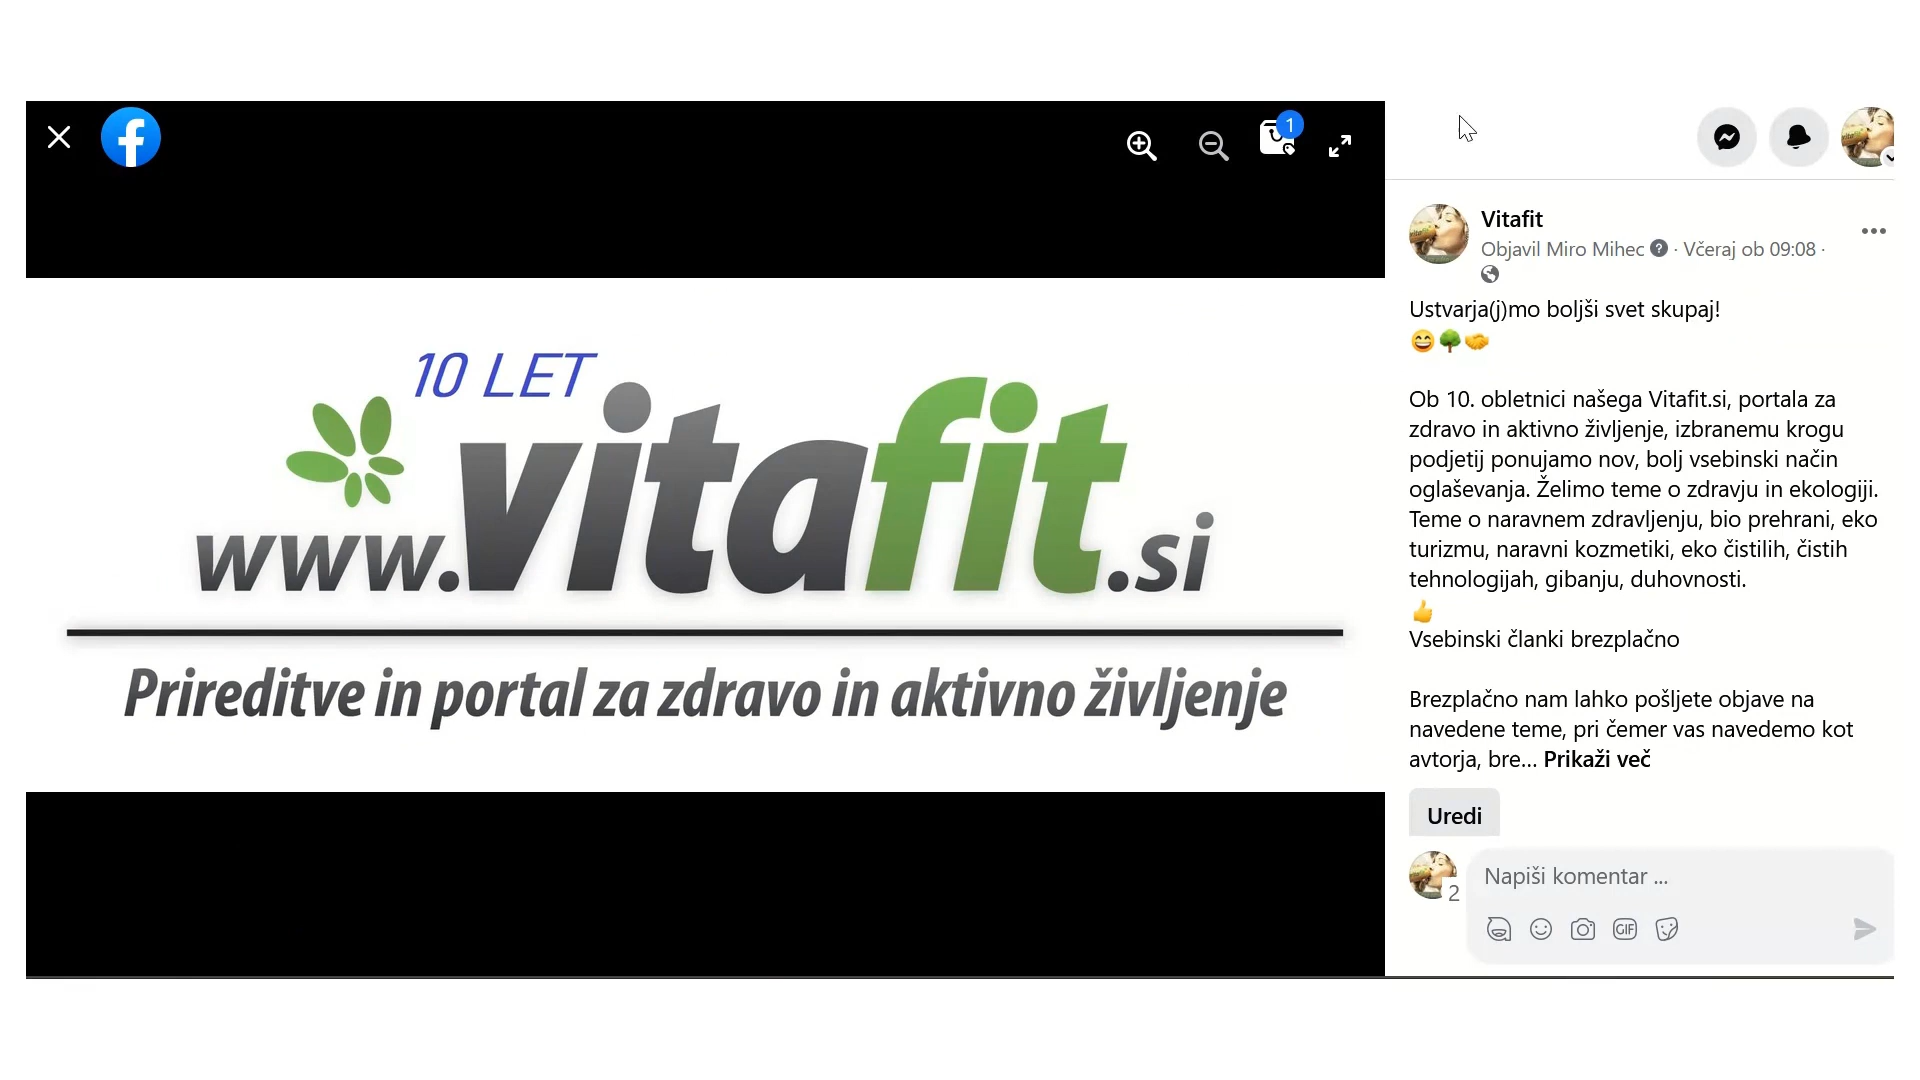 1
10 LET
www.vitafit.si
Prireditve in portal za zdravo in aktivno življenje
Vitafit
Objavil Miro Mihec ? · Včeraj ob 09:08 ·
Ustvarja(j)mo boljši svet skupaj!
😄🌳🤝
Ob 10. obletnici našega Vitafit.si, portala za
zdravo in aktivno življenje, izbranemu krogu
podjetij ponujamo nov, bolj vsebinski način
oglaševanja. Želimo teme o zdravju in ekologiji.
Teme o naravnem zdravljenju, bio prehrani, eko
turizmu, naravni kozmetiki, eko čistilih, čistih
tehnologijah, gibanju, duhovnosti.
👍
Vsebinski članki brezplačno
Brezplačno nam lahko pošljete objave na
navedene teme, pri čemer vas navedemo kot
avtorja, bre... Prikaži več
Uredi
2
Napiši komentar ...
GIF